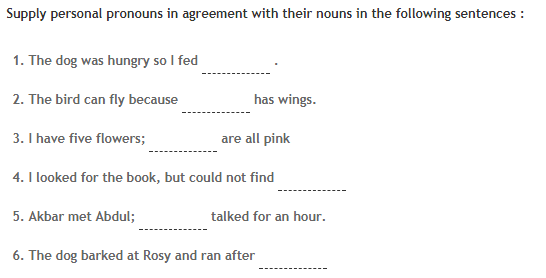 Supply personal pronouns in agreement with their nouns in the following sentences :
1. The dog was hungry so I fed ------------- .
2. The bird can fly because ------------- has wings.
3. I have five flowers; ------------- are all pink
4. I looked for the book, but could not find -------------
5. Akbar met Abdul; ------------- talked for an hour.
6. The dog barked at Rosy and ran after -------------